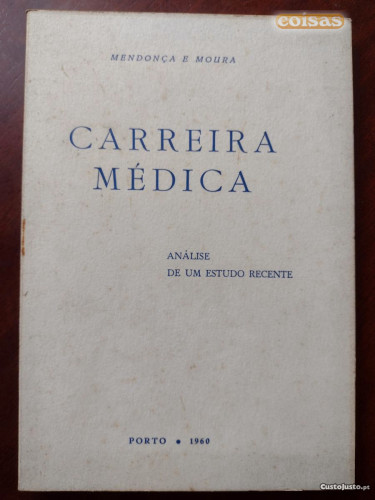 coisas
MENDONÇA E MOURA
CARREIRA
MÉDICA
ANÁLISE
DE UM ESTUDO RECENTE
PORTO • 1960
CustoJusto.pt